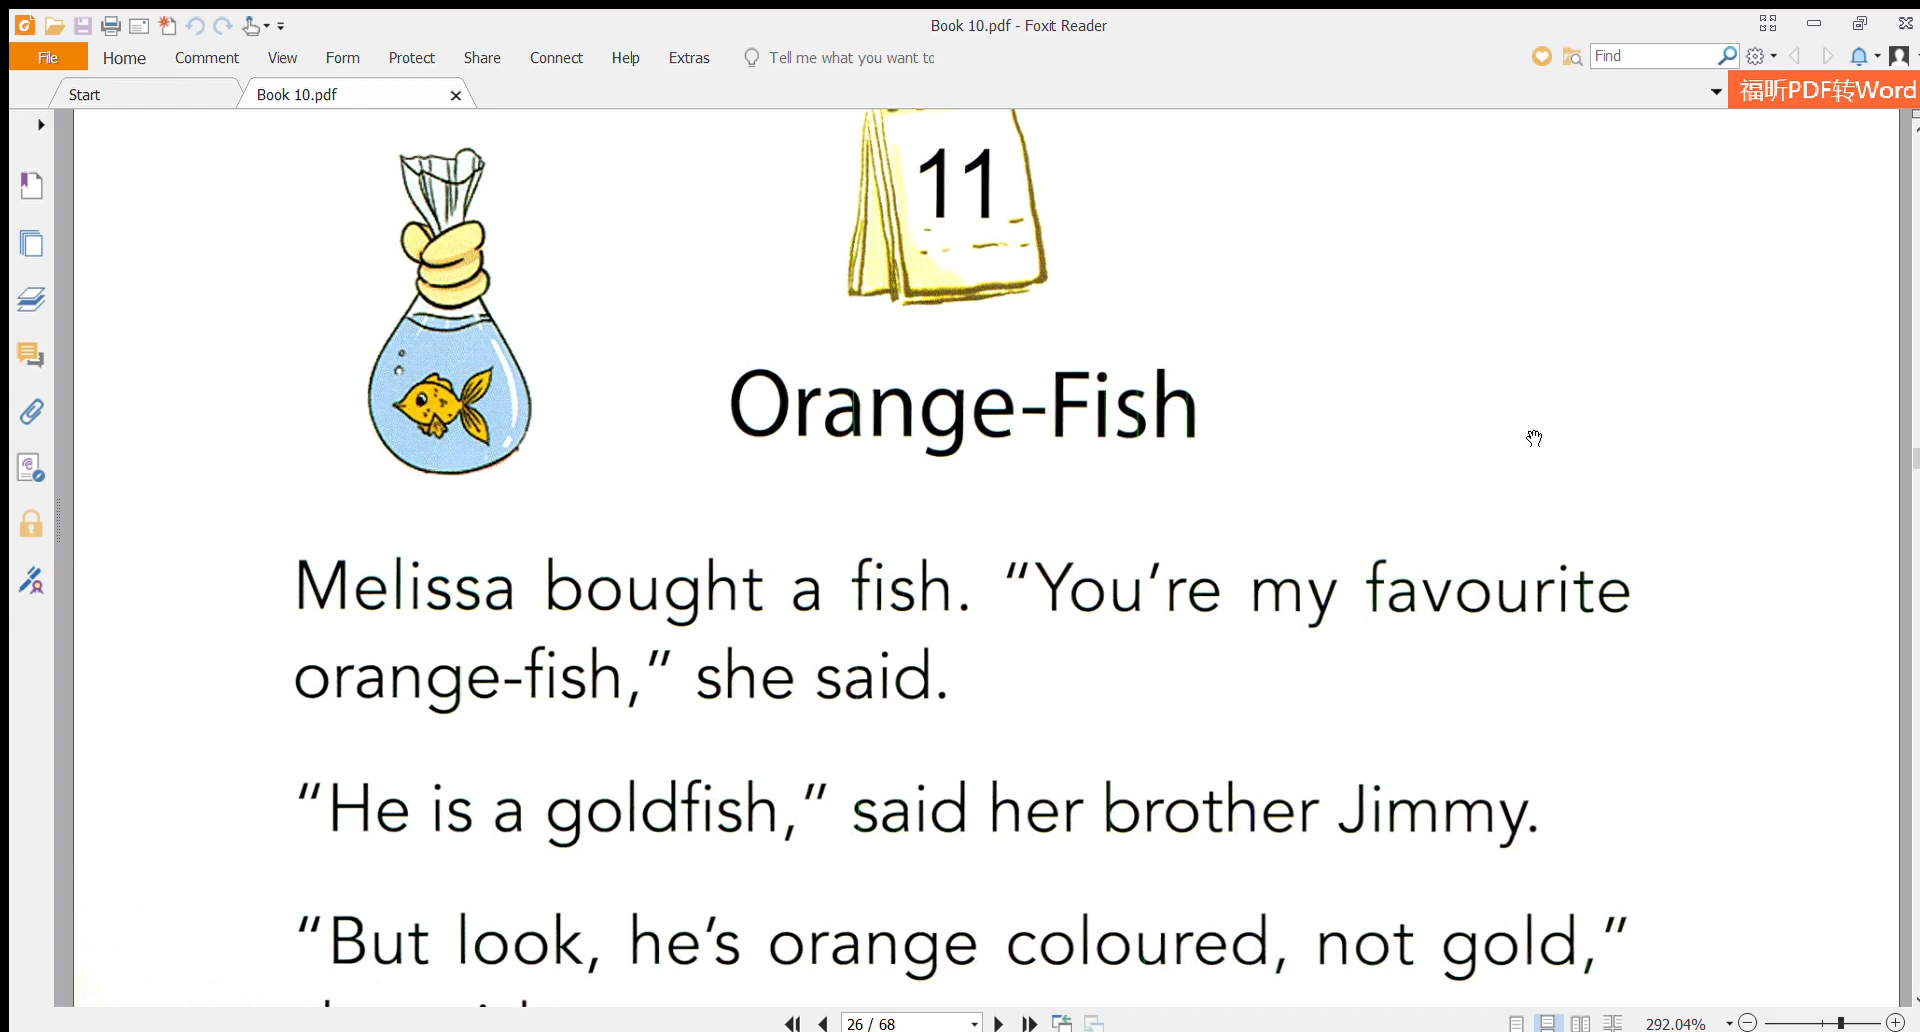 Book 10.pdf - Foxit Reader
File Home Comment View Form Protect Share Connect Help Extras Tell me what you want to Find
Start Book 10.pdf 福昕PDF转Word
11
Orange-Fish
Melissa bought a fish. “You’re my favourite
orange-fish,” she said.
“He is a goldfish,” said her brother Jimmy.
“But look, he’s orange coloured, not gold,”
26 / 68 292.04%